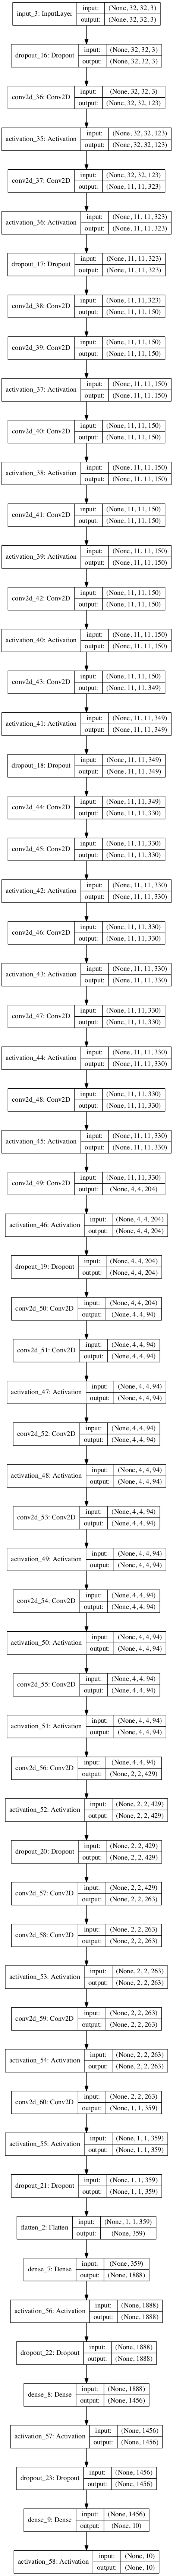 input_3: InputLayer
input: (None, 32, 32, 3)
output: (None, 32, 32, 3)
dropout_16: Dropout
input: (None, 32, 32, 3)
output: (None, 32, 32, 3)
conv2d_36: Conv2D
input: (None, 32, 32, 3)
output: (None, 32, 32, 123)
activation_35: Activation
input: (None, 32, 32, 123)
output: (None, 32, 32, 123)
conv2d_37: Conv2D
input: (None, 32, 32, 123)
output: (None, 11, 11, 323)
activation_36: Activation
input: (None, 11, 11, 323)
output: (None, 11, 11, 323)
dropout_17: Dropout
input: (None, 11, 11, 323)
output: (None, 11, 11, 323)
conv2d_38: Conv2D
input: (None, 11, 11, 323)
output: (None, 11, 11, 150)
conv2d_39: Conv2D
input: (None, 11, 11, 150)
output: (None, 11, 11, 150)
activation_37: Activation
input: (None, 11, 11, 150)
output: (None, 11, 11, 150)
conv2d_40: Conv2D
input: (None, 11, 11, 150)
output: (None, 11, 11, 150)
activation_38: Activation
input: (None, 11, 11, 150)
output: (None, 11, 11, 150)
conv2d_41: Conv2D
input: (None, 11, 11, 150)
output: (None, 11, 11, 150)
activation_39: Activation
input: (None, 11, 11, 150)
output: (None, 11, 11, 150)
conv2d_42: Conv2D
input: (None, 11, 11, 150)
output: (None, 11, 11, 150)
activation_40: Activation
input: (None, 11, 11, 150)
output: (None, 11, 11, 150)
conv2d_43: Conv2D
input: (None, 11, 11, 150)
output: (None, 11, 11, 349)
activation_41: Activation
input: (None, 11, 11, 349)
output: (None, 11, 11, 349)
dropout_18: Dropout
input: (None, 11, 11, 349)
output: (None, 11, 11, 349)
conv2d_44: Conv2D
input: (None, 11, 11, 349)
output: (None, 11, 11, 330)
conv2d_45: Conv2D
input: (None, 11, 11, 330)
output: (None, 11, 11, 330)
activation_42: Activation
input: (None, 11, 11, 330)
output: (None, 11, 11, 330)
conv2d_46: Conv2D
input: (None, 11, 11, 330)
output: (None, 11, 11, 330)
activation_43: Activation
input: (None, 11, 11, 330)
output: (None, 11, 11, 330)
conv2d_47: Conv2D
input: (None, 11, 11, 330)
output: (None, 11, 11, 330)
activation_44: Activation
input: (None, 11, 11, 330)
output: (None, 11, 11, 330)
conv2d_48: Conv2D
input: (None, 11, 11, 330)
output: (None, 11, 11, 330)
activation_45: Activation
input: (None, 11, 11, 330)
output: (None, 11, 11, 330)
conv2d_49: Conv2D
input: (None, 11, 11, 330)
output: (None, 4, 4, 204)
activation_46: Activation
input: (None, 4, 4, 204)
output: (None, 4, 4, 204)
dropout_19: Dropout
input: (None, 4, 4, 204)
output: (None, 4, 4, 204)
conv2d_50: Conv2D
input: (None, 4, 4, 204)
output: (None, 4, 4, 94)
conv2d_51: Conv2D
input: (None, 4, 4, 94)
output: (None, 4, 4, 94)
activation_47: Activation
input: (None, 4, 4, 94)
output: (None, 4, 4, 94)
conv2d_52: Conv2D
input: (None, 4, 4, 94)
output: (None, 4, 4, 94)
activation_48: Activation
input: (None, 4, 4, 94)
output: (None, 4, 4, 94)
conv2d_53: Conv2D
input: (None, 4, 4, 94)
output: (None, 4, 4, 94)
activation_49: Activation
input: (None, 4, 4, 94)
output: (None, 4, 4, 94)
conv2d_54: Conv2D
input: (None, 4, 4, 94)
output: (None, 4, 4, 94)
activation_50: Activation
input: (None, 4, 4, 94)
output: (None, 4, 4, 94)
conv2d_55: Conv2D
input: (None, 4, 4, 94)
output: (None, 4, 4, 94)
activation_51: Activation
input: (None, 4, 4, 94)
output: (None, 4, 4, 94)
conv2d_56: Conv2D
input: (None, 4, 4, 94)
output: (None, 2, 2, 429)
activation_52: Activation
input: (None, 2, 2, 429)
output: (None, 2, 2, 429)
dropout_20: Dropout
input: (None, 2, 2, 429)
output: (None, 2, 2, 429)
conv2d_57: Conv2D
input: (None, 2, 2, 429)
output: (None, 2, 2, 263)
conv2d_58: Conv2D
input: (None, 2, 2, 263)
output: (None, 2, 2, 263)
activation_53: Activation
input: (None, 2, 2, 263)
output: (None, 2, 2, 263)
conv2d_59: Conv2D
input: (None, 2, 2, 263)
output: (None, 2, 2, 263)
activation_54: Activation
input: (None, 2, 2, 263)
output: (None, 2, 2, 263)
conv2d_60: Conv2D
input: (None, 2, 2, 263)
output: (None, 1, 1, 359)
activation_55: Activation
input: (None, 1, 1, 359)
output: (None, 1, 1, 359)
dropout_21: Dropout
input: (None, 1, 1, 359)
output: (None, 1, 1, 359)
flatten_2: Flatten
input: (None, 1, 1, 359)
output: (None, 359)
dense_7: Dense
input: (None, 359)
output: (None, 1888)
activation_56: Activation
input: (None, 1888)
output: (None, 1888)
dropout_22: Dropout
input: (None, 1888)
output: (None, 1888)
dense_8: Dense
input: (None, 1888)
output: (None, 1456)
activation_57: Activation
input: (None, 1456)
output: (None, 1456)
dropout_23: Dropout
input: (None, 1456)
output: (None, 1456)
dense_9: Dense
input: (None, 1456)
output: (None, 10)
activation_58: Activation
input: (None, 10)
output: (None, 10)